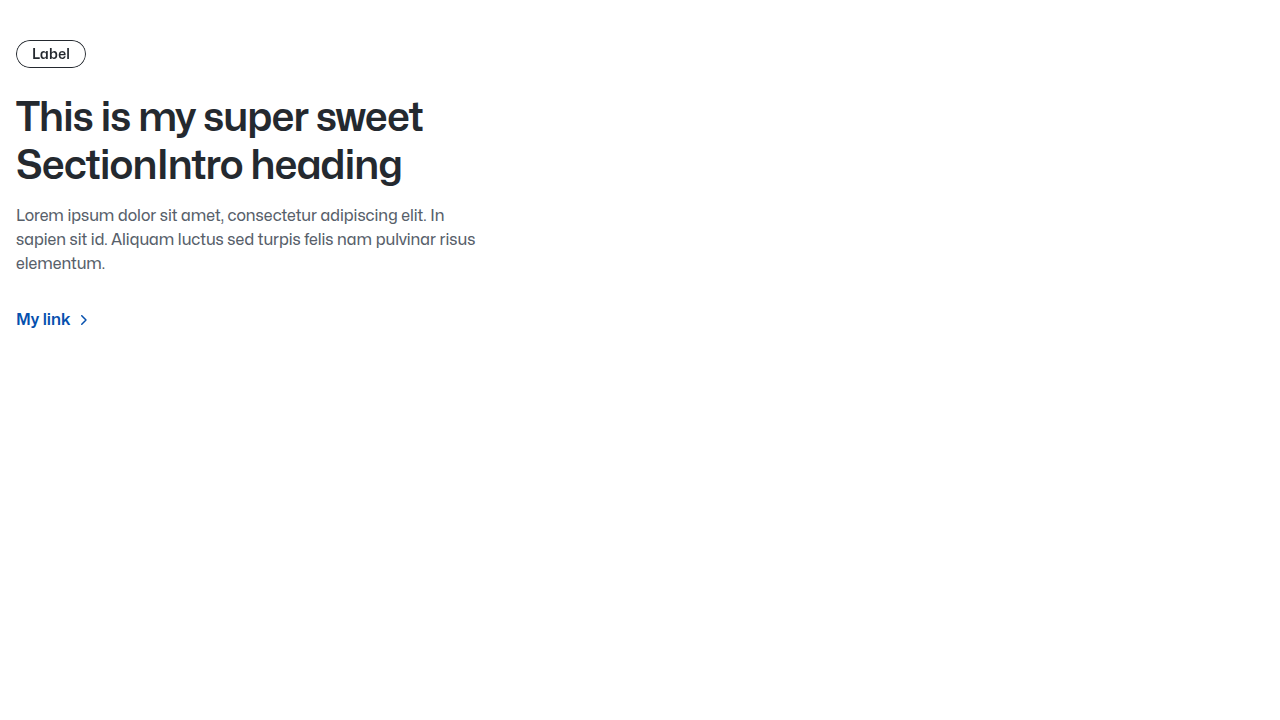 Label
This is my super sweet
SectionIntro heading
Lorem ipsum dolor sit amet, consectetur adipiscing elit. In
sapien sit id. Aliquam luctus sed turpis felis nam pulvinar risus
elementum.
My link